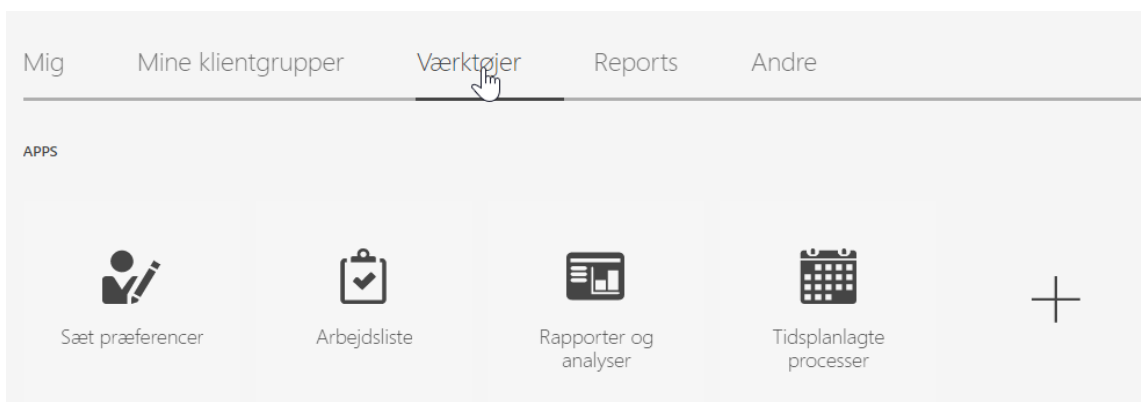 Mig Mine klientgrupper Værktøjer Reports Andre
APPS
Sæt præferencer Arbejdsliste Rapporter og Tidsplanlagte
analyser processer